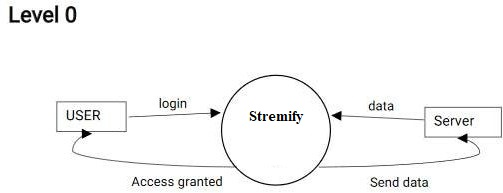 Level 0
login
USER
Stremify
data
Server
Access granted
Send data